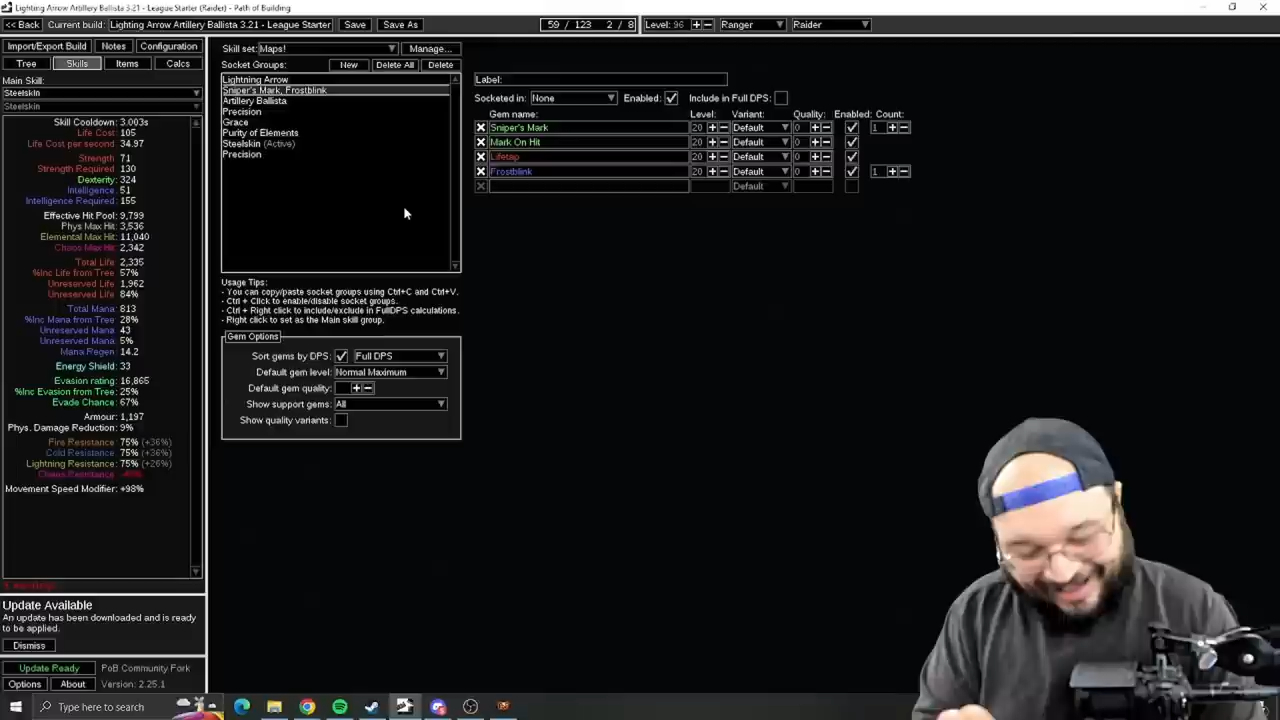 Lighting Arrow Artillery Ballista 3.21 - League Starter (Raider) - Path of Building
<< Back Current build: Lighting Arrow Artillery Ballista 3.21 - League Starter Save Save As 59 / 123 2 / 8 Level: 96 + − Ranger Raider
Import/Export Build Notes Configuration
Tree Skills Items Calcs
Main Skill:
Steelskin
Steelskin
Skill Cooldown: 3.003s
Life Cost: 105
Life Cost per second: 34.97
Strength: 71
Strength Required: 130
Dexterity: 324
Intelligence: 51
Intelligence Required: 155
Effective Hit Pool: 9,799
Phys Max Hit: 3,536
Elemental Max Hit: 11,040
Chaos Max Hit: 2,342
Total Life: 2,335
%Inc Life from Tree: 57%
Unreserved Life: 1,962
Unreserved Life: 84%
Total Mana: 813
%Inc Mana from Tree: 28%
Unreserved Mana: 43
Unreserved Mana: 5%
Mana Regen: 14.2
Energy Shield: 33
Evasion rating: 16,865
%Inc Evasion from Tree: 25%
Evade Chance: 67%
Armour: 1,197
Phys. Damage Reduction: 9%
Fire Resistance: 75% (+36%)
Cold Resistance: 75% (+36%)
Lightning Resistance: 75% (+26%)
Chaos Resistance:
Movement Speed Modifier: +98%
Update Available
An update has been downloaded and is ready
to be applied.
Dismiss
Update Ready PoB Community Fork
Options About Version: 2.25.1
Skill set: Maps! Manage...
Socket Groups: New Delete All Delete
Lightning Arrow
Sniper's Mark, Frostblink
Artillery Ballista
Precision
Grace
Purity of Elements
Steelskin (Active)
Precision
Usage Tips:
- You can copy/paste socket groups using Ctrl+C and Ctrl+V.
- Ctrl + Click to enable/disable socket groups.
- Ctrl + Right click to include/exclude in FullDPS calculations.
- Right click to set as the Main skill group.
Gem Options
Sort gems by DPS: Full DPS
Default gem level: Normal Maximum
Default gem quality: + −
Show support gems: All
Show quality variants:
Label:
Socketed in: None Enabled: Include in Full DPS:
Gem name: Level: Variant: Quality: Enabled: Count:
Sniper's Mark 20 + − Default 0 + − 1 + −
Mark On Hit 20 + − Default 0 + −
Lifetap 20 + − Default 0 + −
Frostblink 20 + − Default 0 + − 1 + −
Default
Type here to search